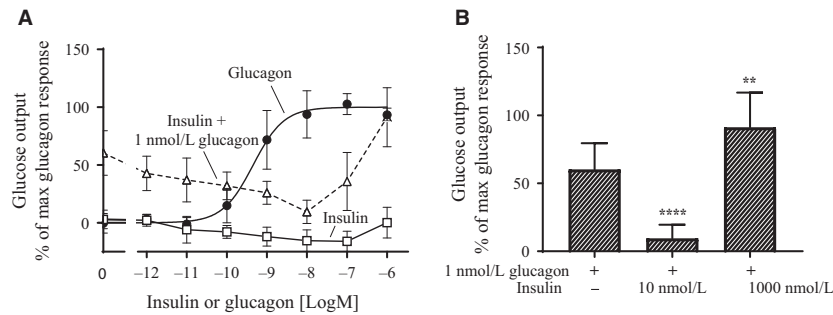 A
Glucose output
% of max glucagon response
150
100
50
0
Glucagon
Insulin +
1 nmol/L glucagon
Insulin
0 –12 –11 –10 –9 –8 –7 –6
Insulin or glucagon [LogM]
B
Glucose output
% of max glucagon response
150
100
50
0
****
**
1 nmol/L glucagon + + +
Insulin – 10 nmol/L 1000 nmol/L